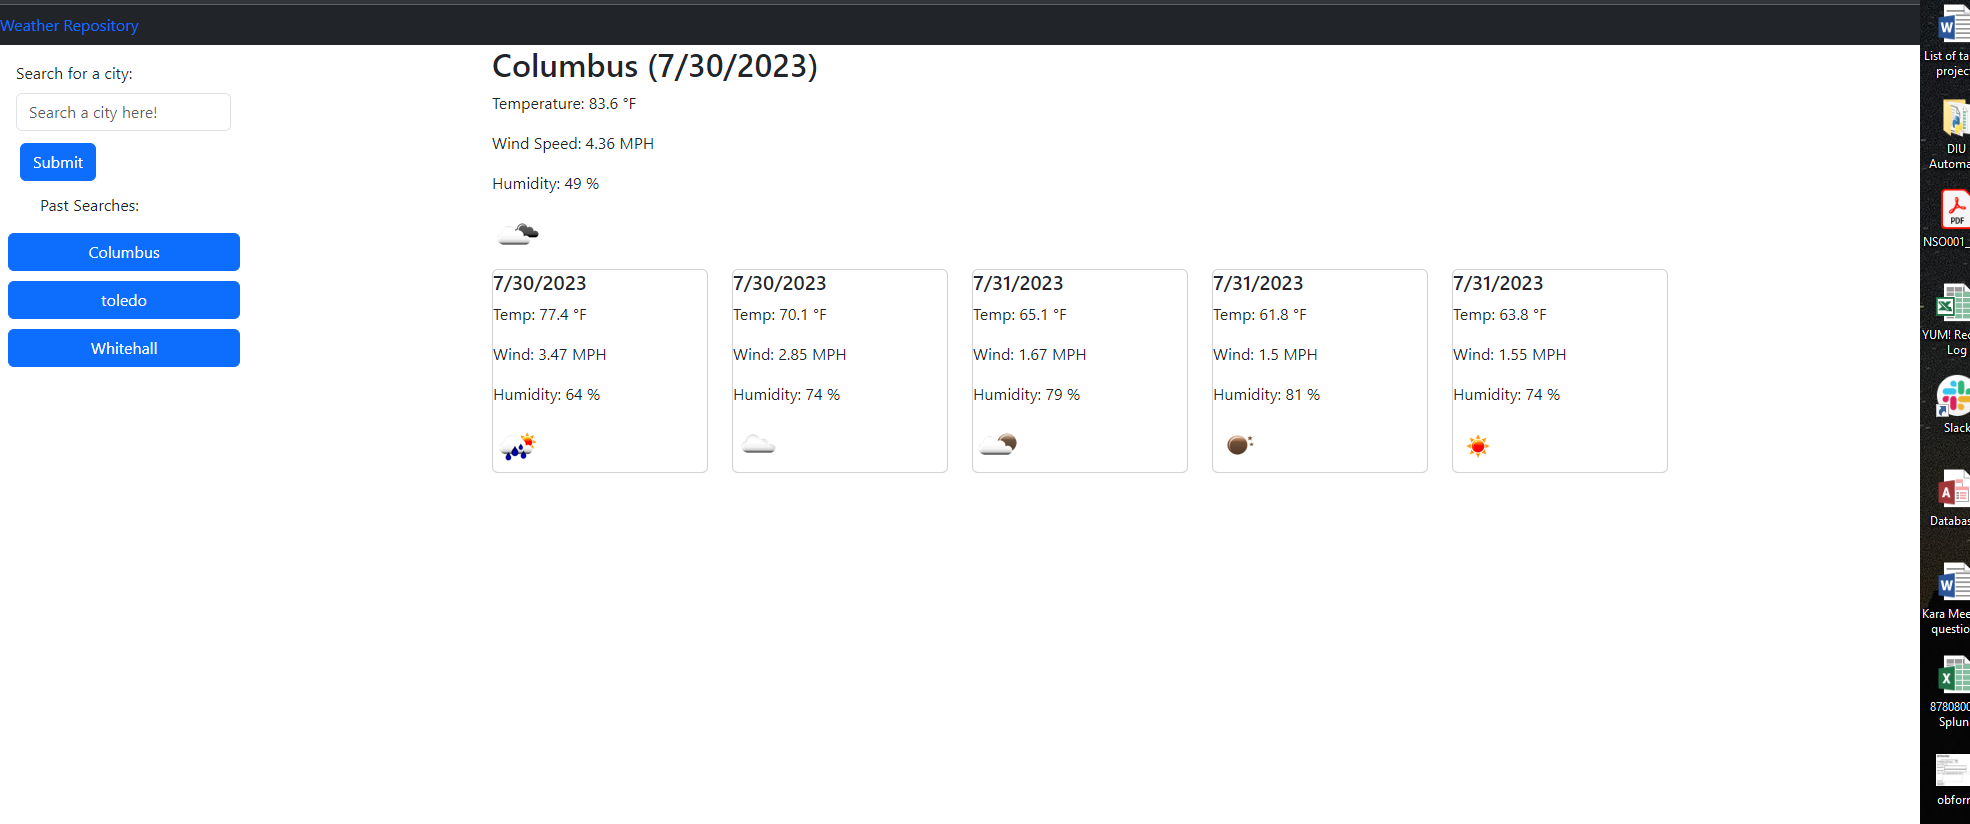 Weather Repository
Search for a city:
Search a city here!
Submit
Past Searches:
Columbus
toledo
Whitehall
Columbus (7/30/2023)
Temperature: 83.6 °F
Wind Speed: 4.36 MPH
Humidity: 49 %
7/30/2023
Temp: 77.4 °F
Wind: 3.47 MPH
Humidity: 64 %
7/30/2023
Temp: 70.1 °F
Wind: 2.85 MPH
Humidity: 74 %
7/31/2023
Temp: 65.1 °F
Wind: 1.67 MPH
Humidity: 79 %
7/31/2023
Temp: 61.8 °F
Wind: 1.5 MPH
Humidity: 81 %
7/31/2023
Temp: 63.8 °F
Wind: 1.55 MPH
Humidity: 74 %
List of ta
projec
DIU
Automa
PDF
NSO001_
YUM! Rec
Log
Slack
Databas
Kara Mee
questio
878080
Splun
obforn